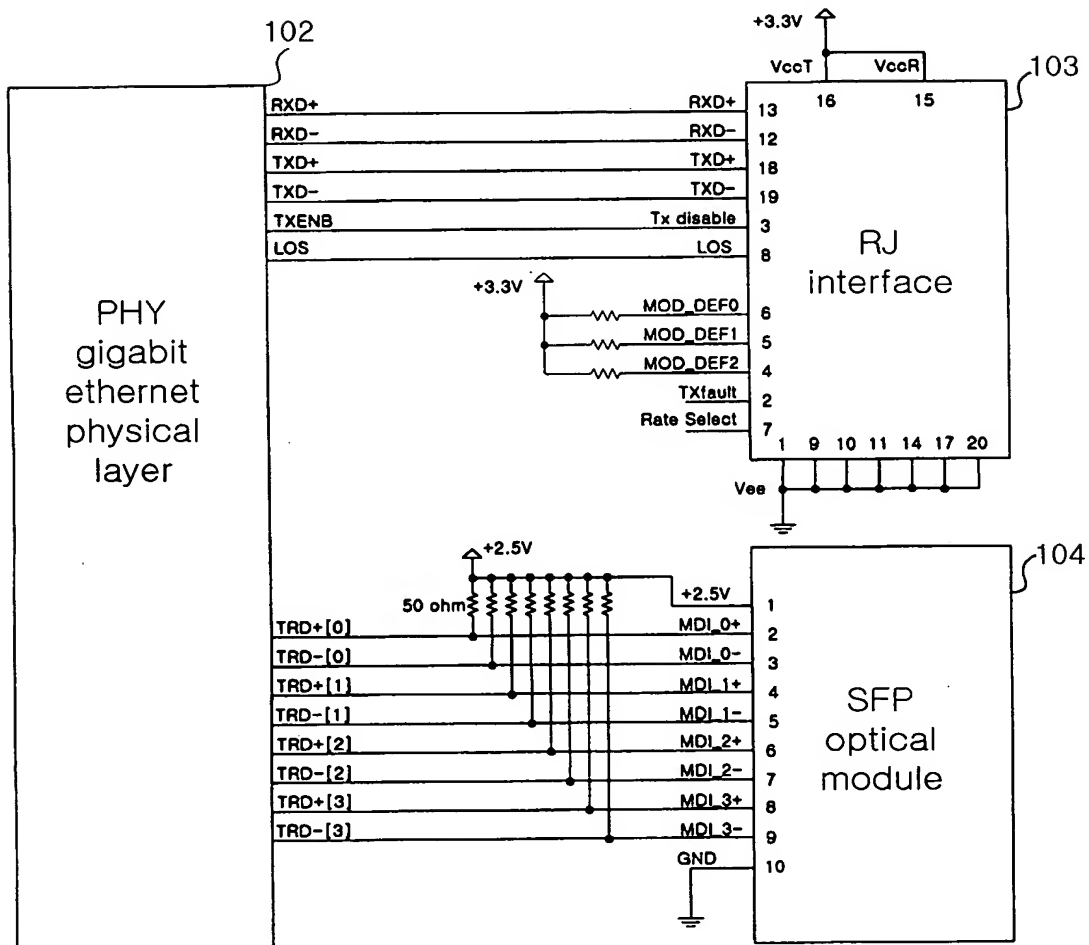 102
PHY
gigabit
ethernet
physical
layer
RXD+
RXD-
TXD+
TXD-
TXENB
LOS
TRD+[0]
TRD-[0]
TRD+[1]
TRD-[1]
TRD+[2]
TRD-[2]
TRD+[3]
TRD-[3]
+3.3V
VccT
VccR
103
16
15
RXD+ 13
RXD- 12
TXD+ 18
TXD- 19
Tx disable 3
LOS 8
+3.3V
MOD_DEF0 6
MOD_DEF1 5
MOD_DEF2 4
TXfault 2
Rate Select 7
RJ
interface
1 9 10 11 14 17 20
Vee
+2.5V
50 ohm
104
+2.5V 1
MDI_0+ 2
MDI_0- 3
MDI_1+ 4
MDI_1- 5
MDI_2+ 6
MDI_2- 7
MDI_3+ 8
MDI_3- 9
GND 10
SFP
optical
module